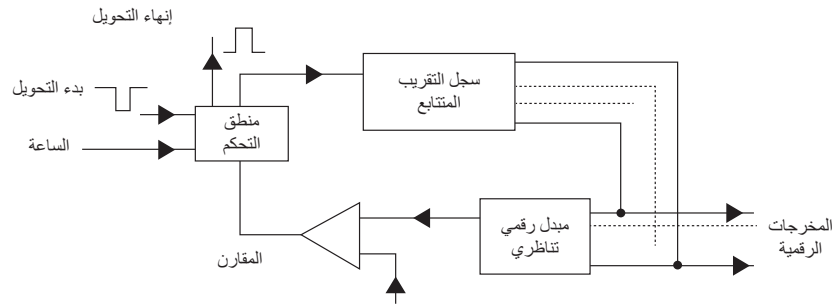 إنهاء التحويل
بدء التحويل
الساعة
منطق
التحكم
سجل التقريب
المتتابع
المقارن
مبدل رقمي
تناظري
المخرجات
الرقمية